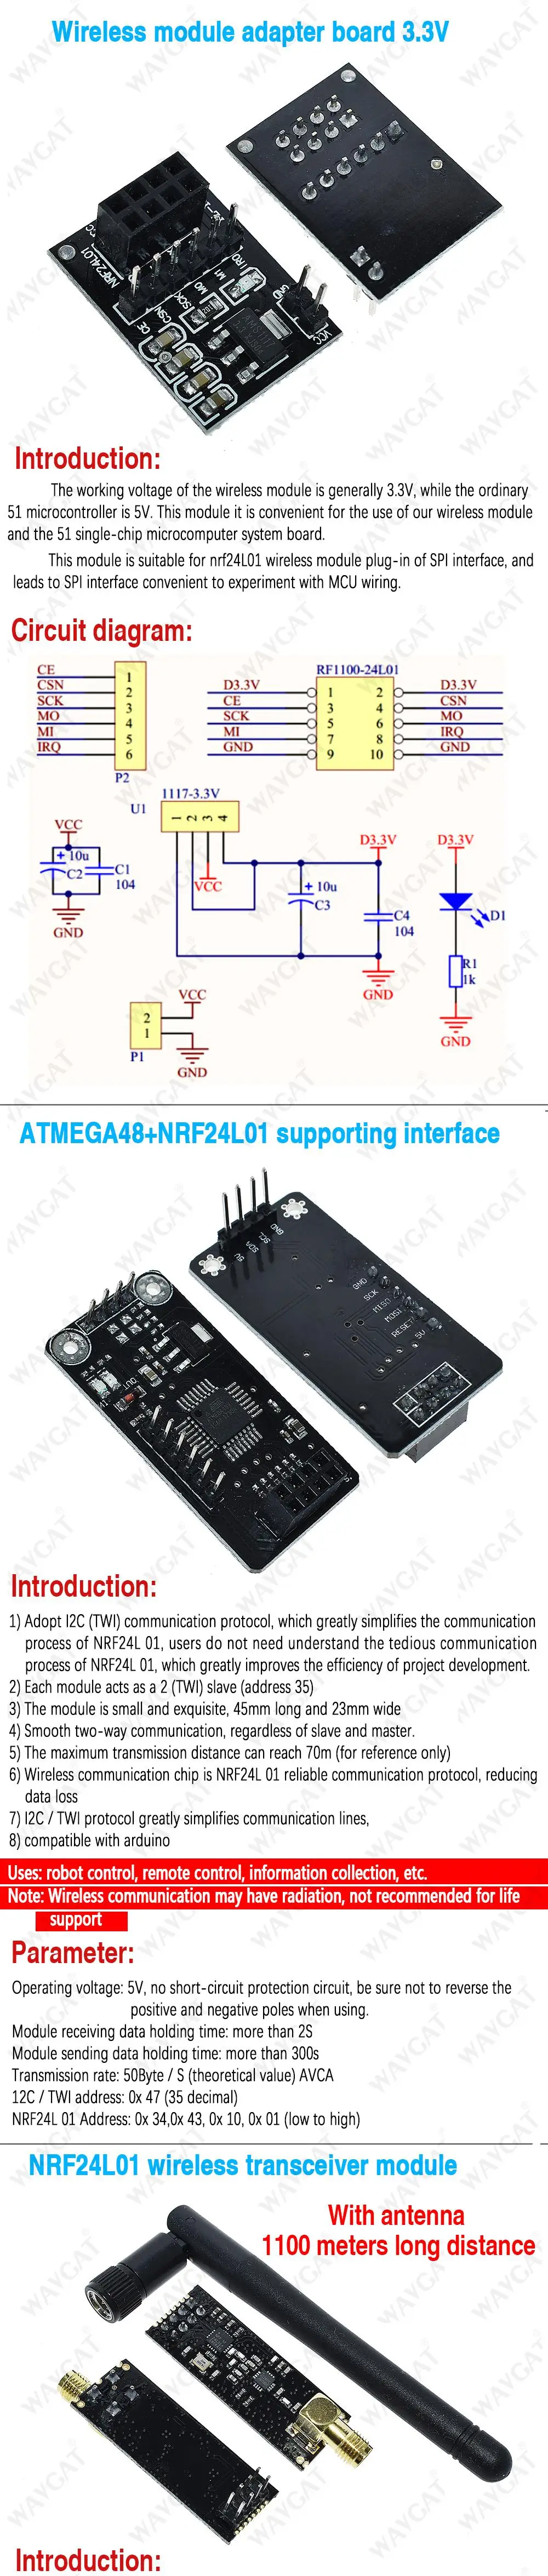 Wireless module adapter board 3.3V
NRF24L01
VCC
CE
CSN
SCK
M0
M1
IRQ
GND
VCC
Introduction:
The working voltage of the wireless module is generally 3.3V, while the ordinary
51 microcontroller is 5V. This module it is convenient for the use of our wireless module
and the 51 single-chip microcomputer system board.
This module is suitable for nrf24L01 wireless module plug-in of SPI interface, and
leads to SPI interface convenient to experiment with MCU wiring.
Circuit diagram:
CE 1
CSN 2
SCK 3
MO 4
MI 5
IRQ 6
P2
RF1100-24L01
D3.3V 1 2 D3.3V
CE 3 4 CSN
SCK 5 6 MO
MI 7 8 IRQ
GND 9 10 GND
U1
1117-3.3V
1 2 3 4
VCC
VCC
+ 10u
C2
C1
104
GND
+ 10u
C3
D3.3V
C4
104
GND
D3.3V
D1
R1
1k
GND
VCC
2
1
P1
GND
ATMEGA48+NRF24L01 supporting interface
GND
SCL
SDA
5V
GND
SCK
MISO
MOSI
RESET
5V
Introduction:
1) Adopt I2C (TWI) communication protocol, which greatly simplifies the communication
process of NRF24L 01, users do not need understand the tedious communication
process of NRF24L 01, which greatly improves the efficiency of project development.
2) Each module acts as a 2 (TWI) slave (address 35)
3) The module is small and exquisite, 45mm long and 23mm wide
4) Smooth two-way communication, regardless of slave and master.
5) The maximum transmission distance can reach 70m (for reference only)
6) Wireless communication chip is NRF24L 01 reliable communication protocol, reducing
data loss
7) I2C / TWI protocol greatly simplifies communication lines,
8) compatible with arduino
Uses: robot control, remote control, information collection, etc.
Note: Wireless communication may have radiation, not recommended for life
support
Parameter:
Operating voltage: 5V, no short-circuit protection circuit, be sure not to reverse the
positive and negative poles when using.
Module receiving data holding time: more than 2S
Module sending data holding time: more than 300s
Transmission rate: 50Byte / S (theoretical value) AVCA
12C / TWI address: 0x 47 (35 decimal)
NRF24L 01 Address: 0x 34,0x 43, 0x 10, 0x 01 (low to high)
NRF24L01 wireless transceiver module
With antenna
1100 meters long distance
Introduction:
WAVGAT